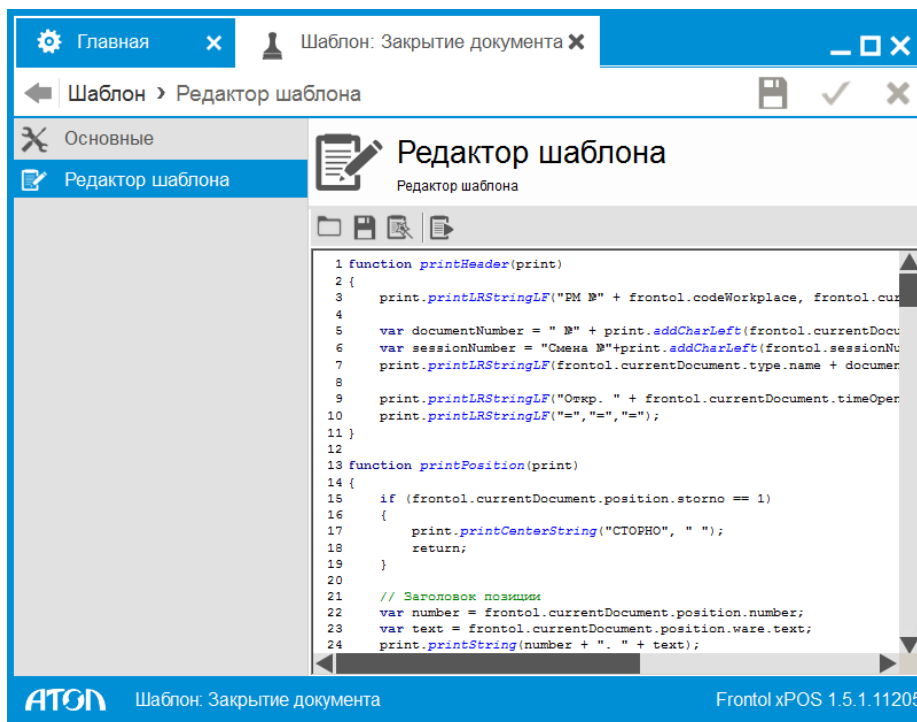 Главная
Шаблон: Закрытие документа
Шаблон › Редактор шаблона
Основные
Редактор шаблона
Редактор шаблона
Редактор шаблона
1 function printHeader(print)
2 {
3 print.printLRStringLF("РМ №" + frontol.codeWorkplace, frontol.cur
4
5 var documentNumber = " №" + print.addCharLeft(frontol.currentDocu
6 var sessionNumber = "Смена №"+print.addCharLeft(frontol.sessionNu
7 print.printLRStringLF(frontol.currentDocument.type.name + documen
8
9 print.printLRStringLF("Откр. " + frontol.currentDocument.timeOpen
10 print.printLRStringLF("=","=","=");
11 }
12
13 function printPosition(print)
14 {
15 if (frontol.currentDocument.position.storno == 1)
16 {
17 print.printCenterString("СТОРНО", " ");
18 return;
19 }
20
21 // Заголовок позиции
22 var number = frontol.currentDocument.position.number;
23 var text = frontol.currentDocument.position.ware.text;
24 print.printString(number + ". " + text);
ATOL Шаблон: Закрытие документа Frontol xPOS 1.5.1.11205